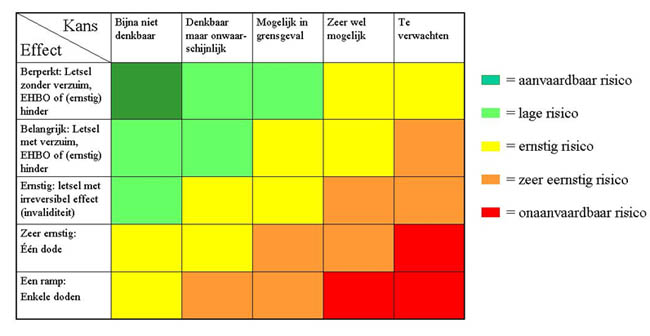 Kans
Effect
Bijna niet
denkbaar
Denkbaar
maar onwaar-
schijnlijk
Mogelijk in
grensgeval
Zeer wel
mogelijk
Te
verwachten
Berperkt: Letsel
zonder verzuim,
EHBO of (ernstig)
hinder
Belangrijk: Letsel
met verzuim,
EHBO of (ernstig)
hinder
Ernstig: letsel met
irreversibel effect
(invaliditeit)
Zeer ernstig:
Één dode
Een ramp:
Enkele doden
= aanvaardbaar risico
= lage risico
= ernstig risico
= zeer eernstig risico
= onaanvaardbaar risico